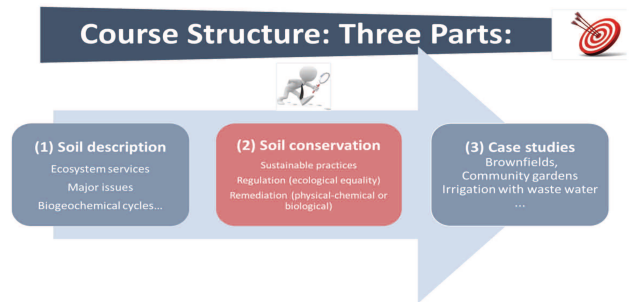 Course Structure: Three Parts:
(1) Soil description
Ecosystem services
Major issues
Biogeochemical cycles...
(2) Soil conservation
Sustainable practices
Regulation (ecological equality)
Remediation (physical-chemical or
biological)
(3) Case studies
Brownfields,
Community gardens
Irrigation with waste water
...